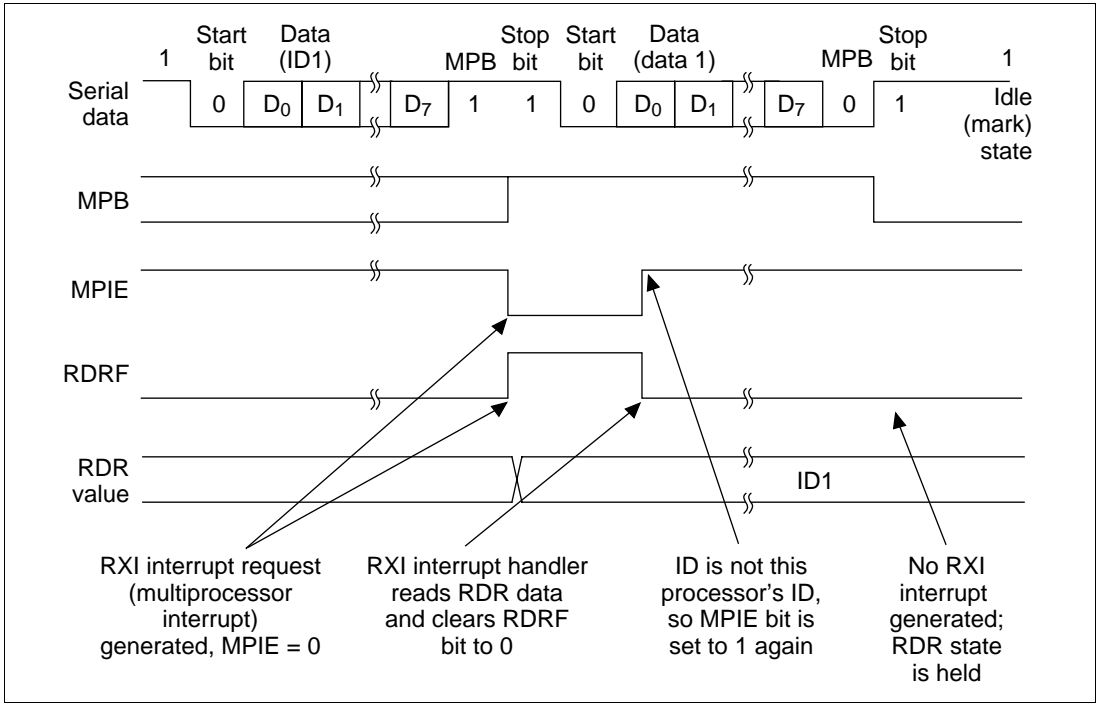 Start Data Stop Start Data Stop
1 bit (ID1) MPB bit bit (data 1) MPB bit 1
Serial data 0 D0 D1 D7 1 1 0 D0 D1 D7 0 1 Idle (mark) state
MPB
MPIE
RDRF
RDR
value
ID1
RXI interrupt request
(multiprocessor
interrupt)
generated, MPIE = 0
RXI interrupt handler
reads RDR data
and clears RDRF
bit to 0
ID is not this
processor's ID,
so MPIE bit is
set to 1 again
No RXI
interrupt
generated;
RDR state
is held